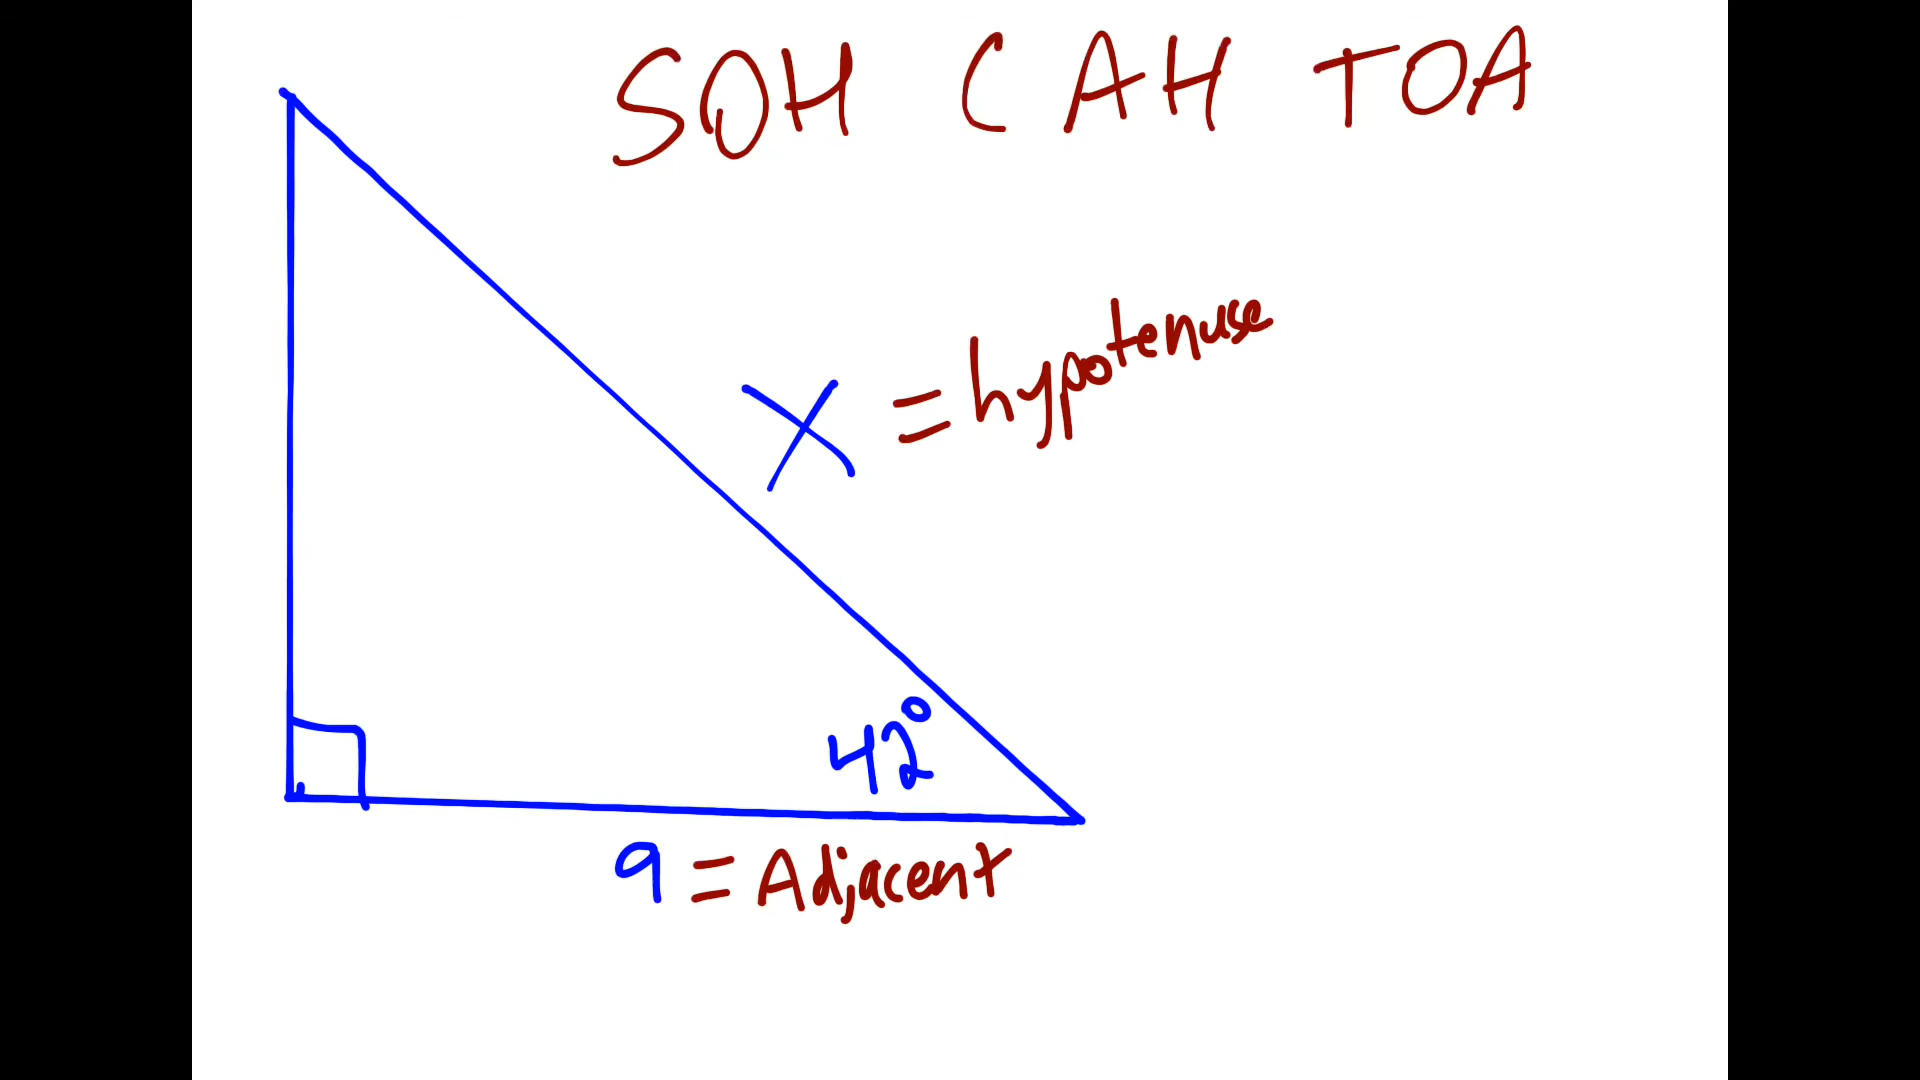 SOH CAH TOA
X = hypotenuse
42°
9 = Adjacent